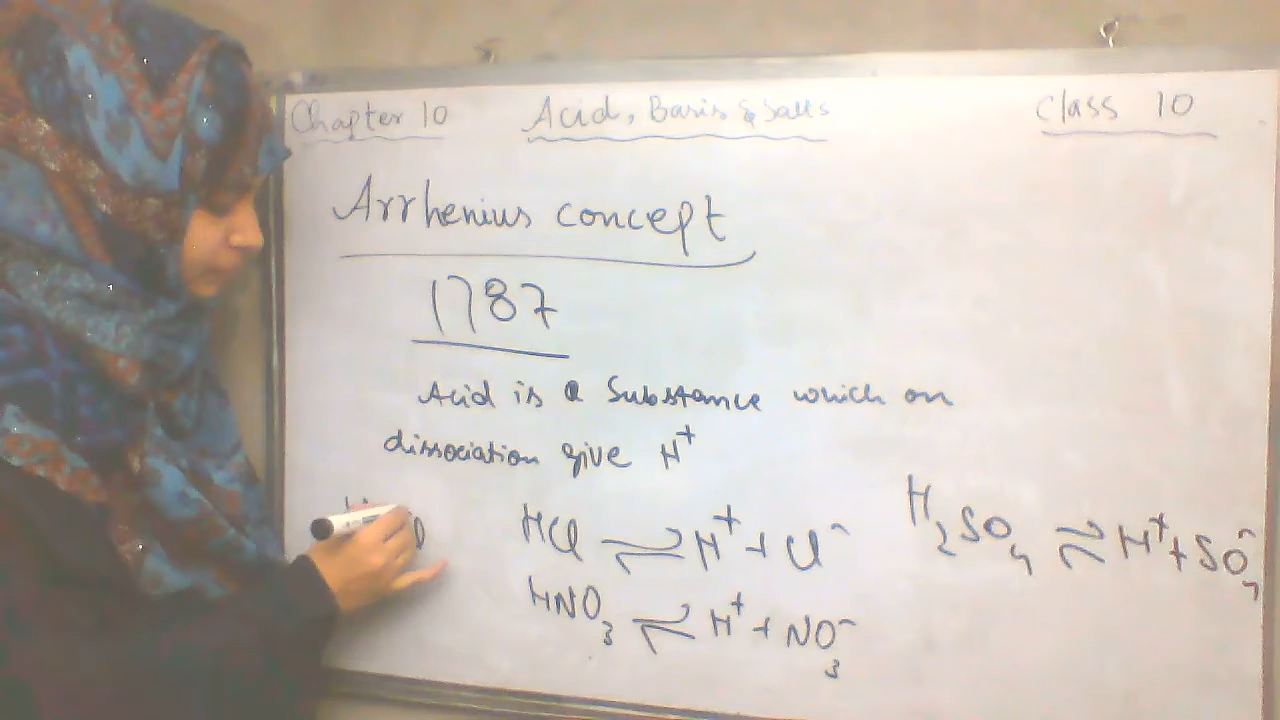 Chapter 10 Acid, Basis & Salts Class 10
Arrhenius concept
1787
Acid is a Substance which on
dissociation give H⁺
HCl ⇌ H⁺ + Cl⁻
H₂SO₄ ⇌ H⁺ + SO₄⁻
HNO₃ ⇌ H⁺ + NO₃⁻